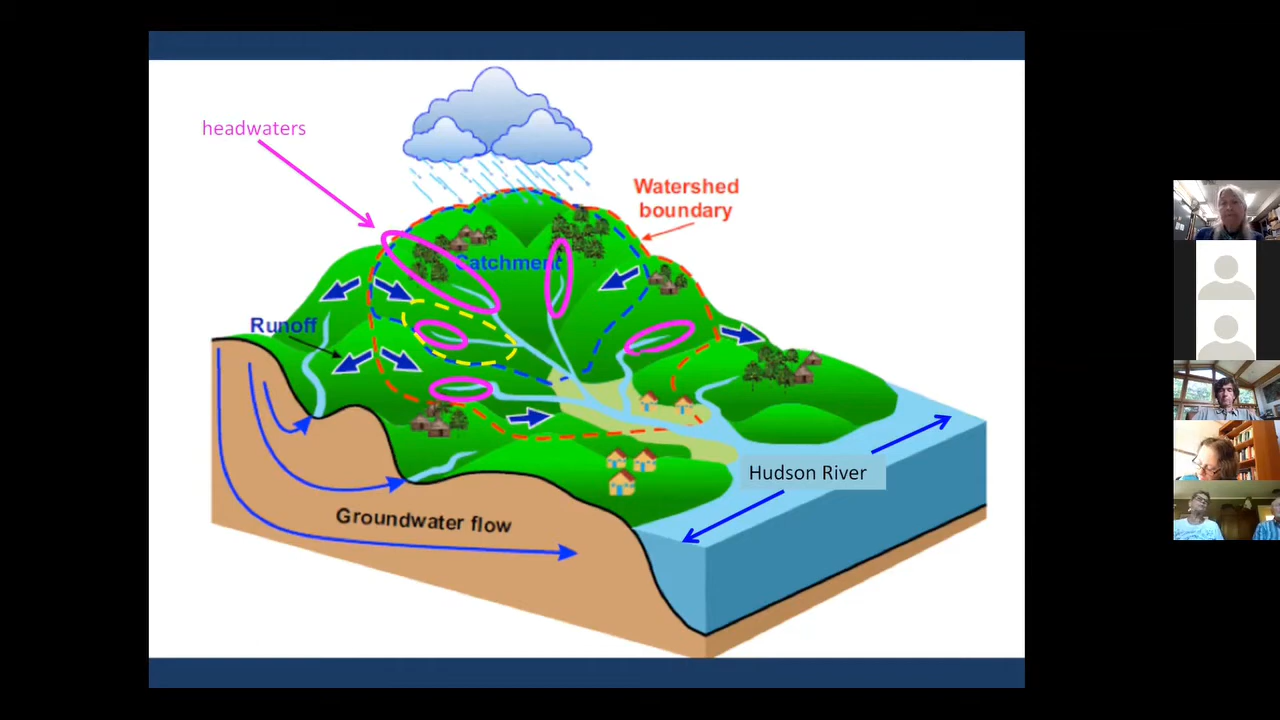 headwaters
Watershed
boundary
Catchment
Runoff
Hudson River
Groundwater flow